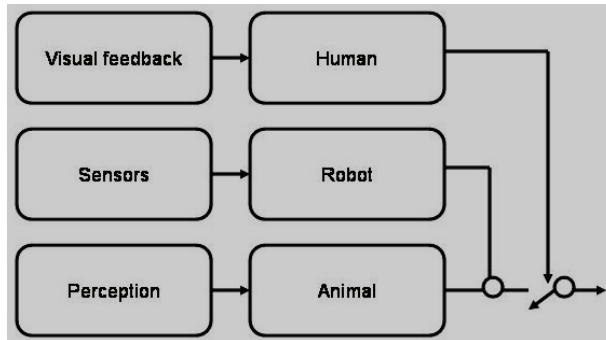 Visual feedback
Human
Sensors
Robot
Perception
Animal